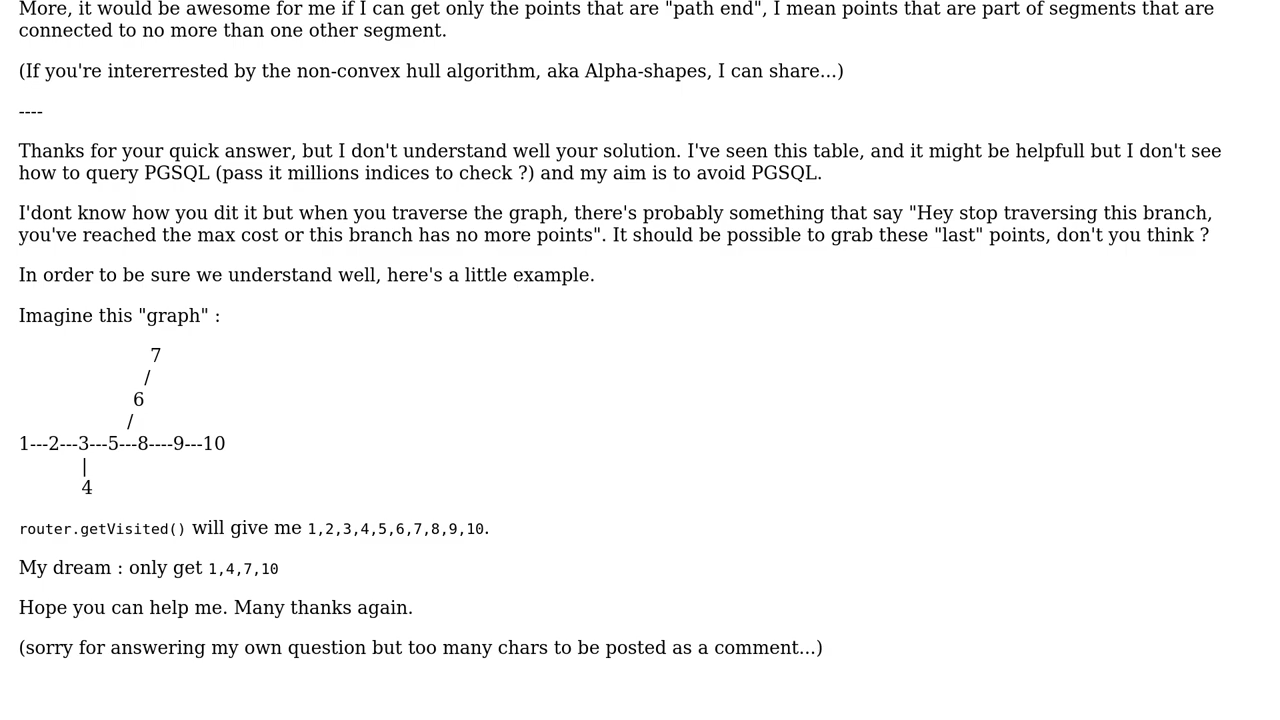 More, it would be awesome for me if I can get only the points that are "path end", I mean points that are part of segments that are
connected to no more than one other segment.
(If you're intererrested by the non-convex hull algorithm, aka Alpha-shapes, I can share...)
----
Thanks for your quick answer, but I don't understand well your solution. I've seen this table, and it might be helpfull but I don't see
how to query PGSQL (pass it millions indices to check ?) and my aim is to avoid PGSQL.
I'dont know how you dit it but when you traverse the graph, there's probably something that say "Hey stop traversing this branch,
you've reached the max cost or this branch has no more points". It should be possible to grab these "last" points, don't you think ?
In order to be sure we understand well, here's a little example.
Imagine this "graph" :
7
/
6
/
1---2---3---5---8----9---10
|
4
router.getVisited() will give me 1,2,3,4,5,6,7,8,9,10.
My dream : only get 1,4,7,10
Hope you can help me. Many thanks again.
(sorry for answering my own question but too many chars to be posted as a comment...)